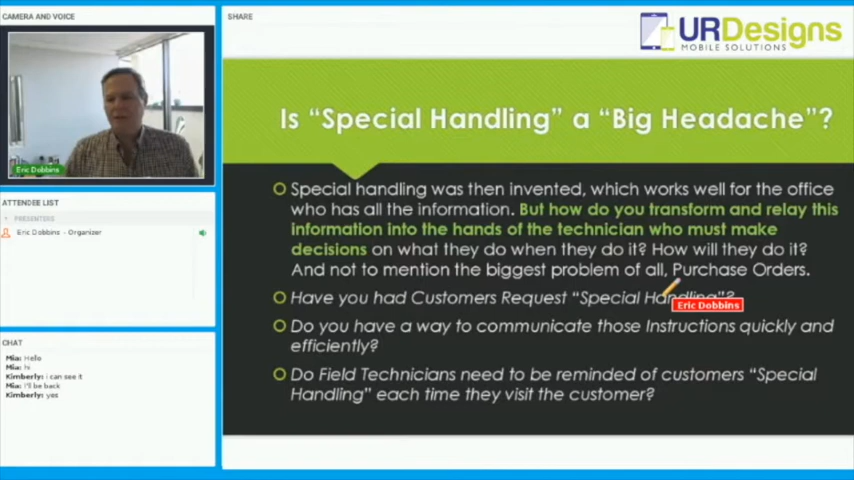 CAMERA AND VOICE
Eric Dobbins
ATTENDEE LIST
PRESENTERS
Eric Dobbins - Organizer
CHAT
Mia: Hello
Mia: hi
Kimberly: i can see it
Mia: I'll be back
Kimberly: yes
SHARE
URDesigns
MOBILE SOLUTIONS
Is “Special Handling” a “Big Headache”?
Special handling was then invented, which works well for the office
who has all the information. But how do you transform and relay this
information into the hands of the technician who must make
decisions on what they do when they do it? How will they do it?
And not to mention the biggest problem of all, Purchase Orders.
Have you had Customers Request “Special Handling”?
Eric Dobbins
Do you have a way to communicate those Instructions quickly and
efficiently?
Do Field Technicians need to be reminded of customers “Special
Handling” each time they visit the customer?